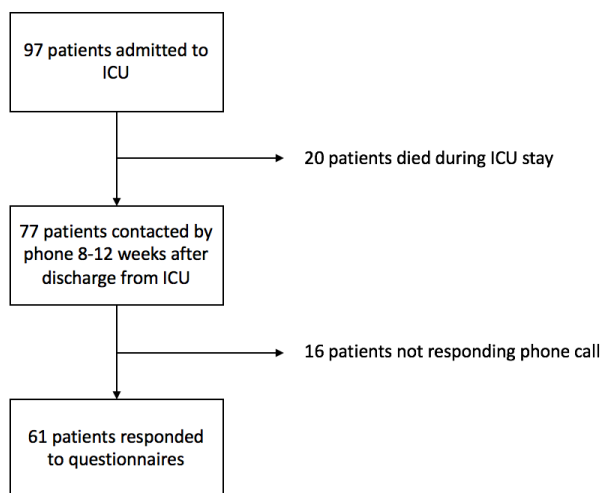 97 patients admitted to
ICU
20 patients died during ICU stay
77 patients contacted by
phone 8-12 weeks after
discharge from ICU
16 patients not responding phone call
61 patients responded
to questionnaires